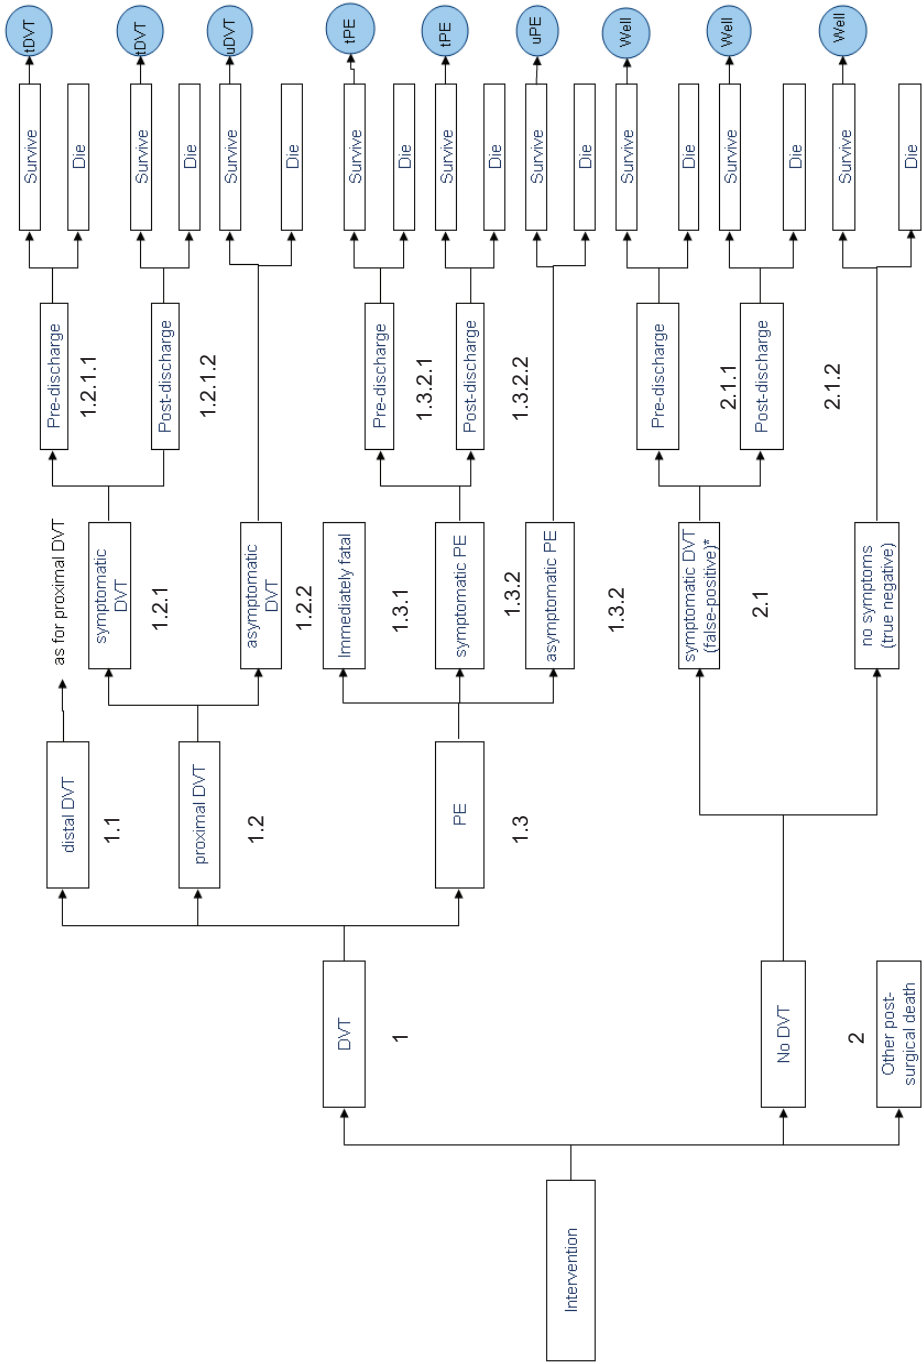 Intervention
DVT
1
No DVT
2
Other post-
surgical death
distal DVT
1.1
proximal DVT
1.2
PE
1.3
as for proximal DVT
symptomatic
DVT
1.2.1
asymptomatic
DVT
1.2.2
Immediately fatal
1.3.1
symptomatic PE
1.3.2
asymptomatic PE
1.3.2
symptomatic DVT
(false-positive)*
2.1
no symptoms
(true negative)
Pre-discharge
1.2.1.1
Post-discharge
1.2.1.2
Pre-discharge
1.3.2.1
Post-discharge
1.3.2.2
Pre-discharge
2.1.1
Post-discharge
2.1.2
Survive
Die
Survive
Die
Survive
Die
Survive
Die
Survive
Die
Survive
Die
Survive
Die
Survive
Die
Survive
Die
tDVT
tDVT
uDVT
tPE
tPE
uPE
Well
Well
Well